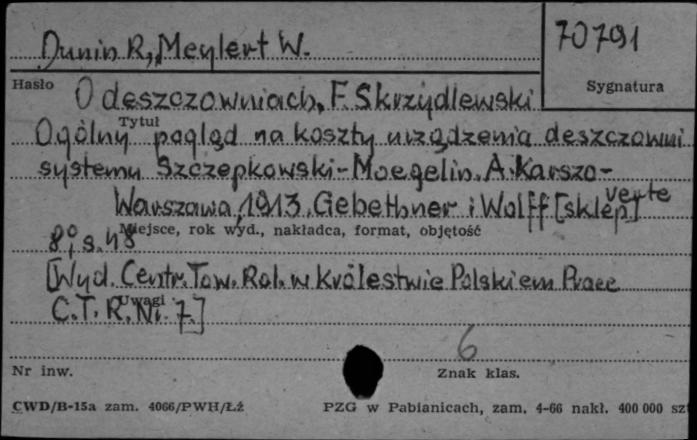 Dunin R., Meylert W.
70791
Hasło
Sygnatura
O deszczowniach. F. Skrzydlewski
Tytuł
Ogólny pogląd na koszty urządzenia deszczowni
systemu Szczepkowski-Moegelin. A. Karszo-
verte
Warszawa, 1913. Gebethner i Wolff [sklep]
Miejsce, rok wyd., nakładca, format, objętość
8°, s. 48
[Wyd. Centr. Tow. Rol. w Królestwie Polskiem Prace
Uwagi
C.T.R. Nr. 7.]
6
Nr inw.
Znak klas.
CWD/B-15a zam. 4066/PWH/Łź
PZG w Pabianicach, zam. 4-66 nakł. 400 000 szt